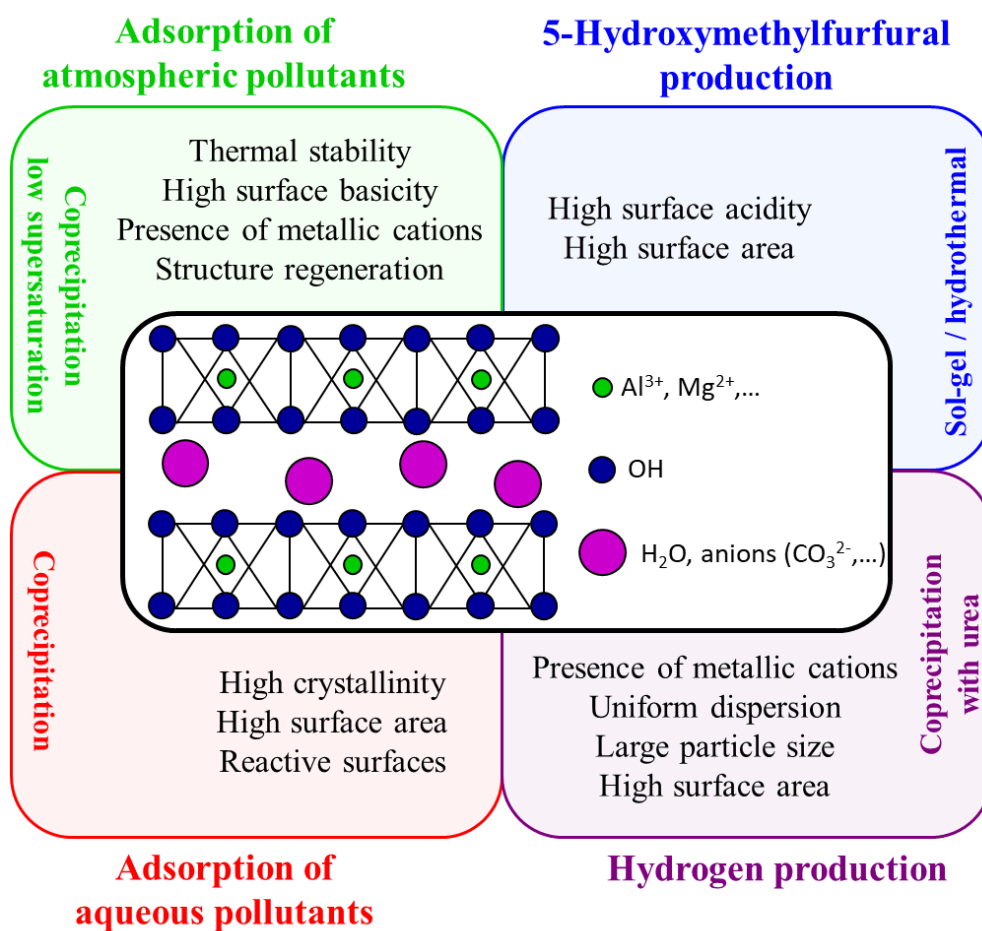 Adsorption of
atmospheric pollutants
5-Hydroxymethylfurfural
production
Coprecipitation
low supersaturation
Thermal stability
High surface basicity
Presence of metallic cations
Structure regeneration
High surface acidity
High surface area
Sol-gel / hydrothermal
Al³⁺, Mg²⁺,...
OH
H₂O, anions (CO₃²⁻,...)
Coprecipitation
High crystallinity
High surface area
Reactive surfaces
Presence of metallic cations
Uniform dispersion
Large particle size
High surface area
Coprecipitation
with urea
Adsorption of
aqueous pollutants
Hydrogen production